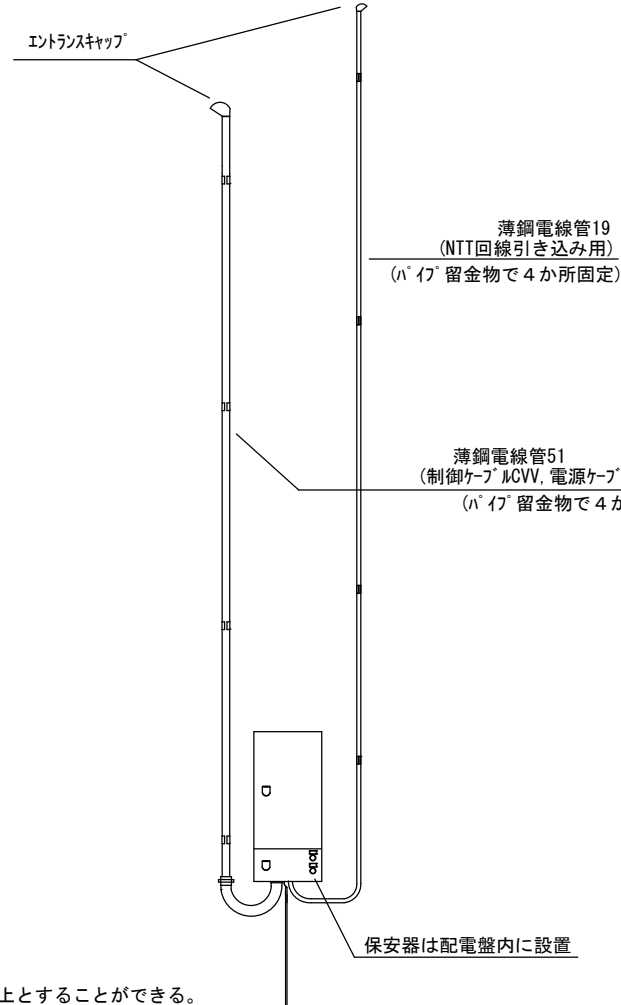 エントランスキャップ
薄鋼電線管19
(NTT回線引き込み用)
(パイプ留金物で４か所固定)
薄鋼電線管51
(制御ケーブルCVV, 電源ケーブ
(パイプ留金物で４か
保安器は配電盤内に設置
上とすることができる。